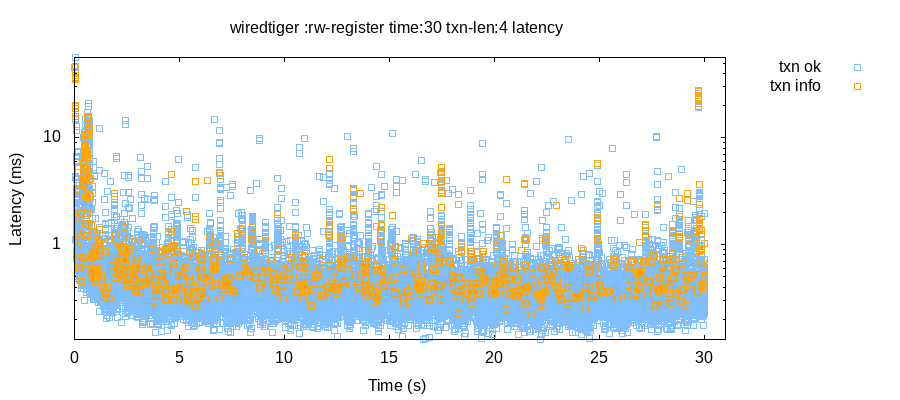 wiredtiger :rw-register time:30 txn-len:4 latency
txn ok
txn info
10
1
Latency (ms)
0 5 10 15 20 25 30
Time (s)